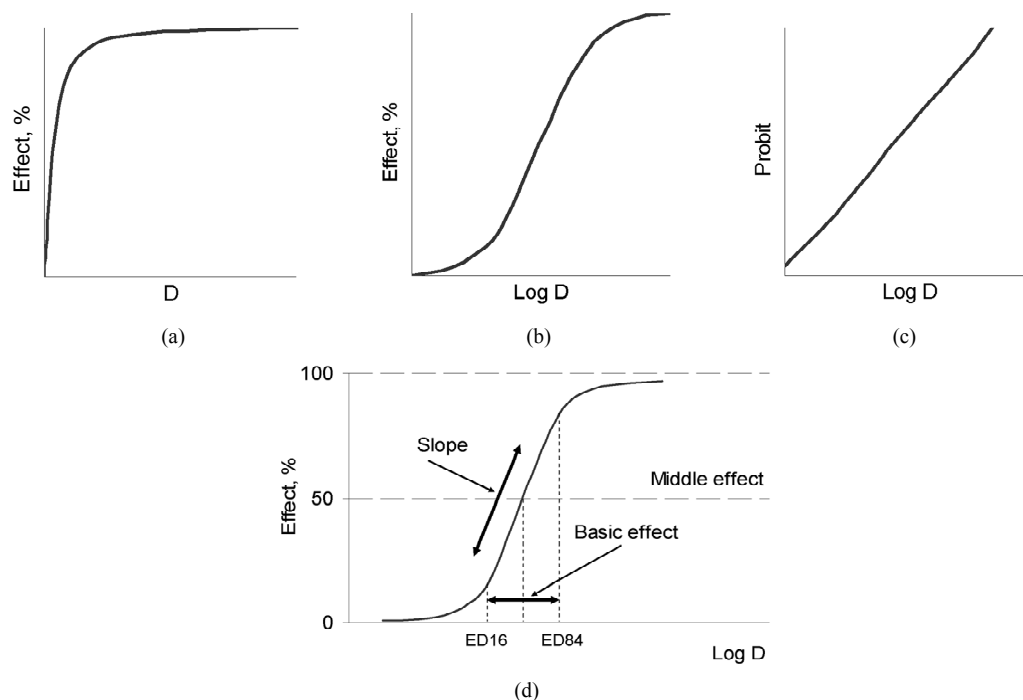 Effect, %
D
(a)
Effect, %
Log D
(b)
Probit
Log D
(c)
100
Slope
Middle effect
50
Effect, %
Basic effect
0
ED16
ED84
Log D
(d)